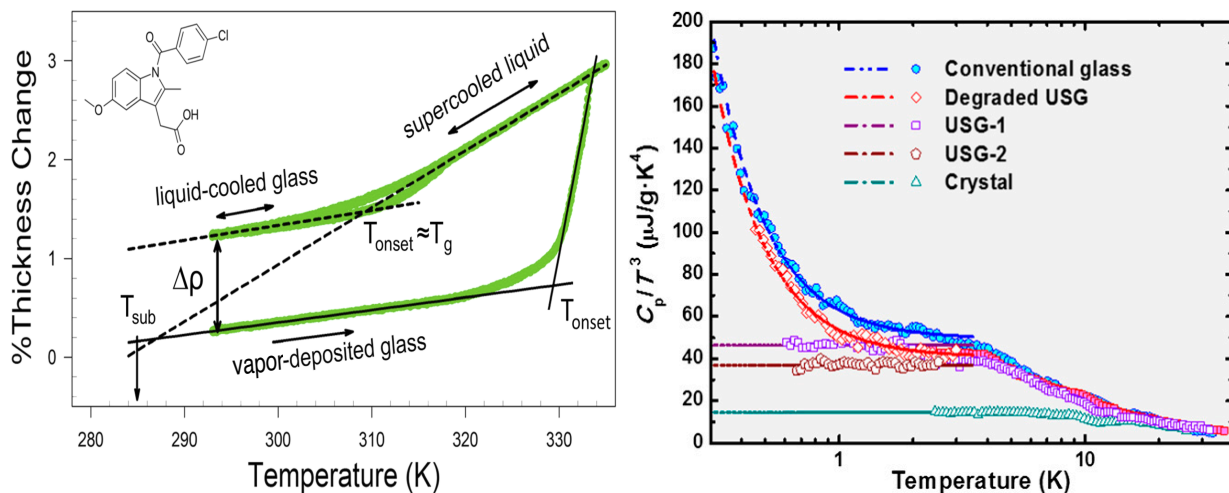 %Thickness Change
3
2
1
0
280
290
300
310
320
330
Temperature (K)
Cl
O
N
O
OH
O
supercooled liquid
liquid-cooled glass
Tonset≈Tg
Δρ
Tsub
Tonset
vapor-deposited glass
Cp/T³ (μJ/g·K⁴)
200
180
160
140
120
100
80
60
40
20
0
1
10
Temperature (K)
Conventional glass
Degraded USG
USG-1
USG-2
Crystal